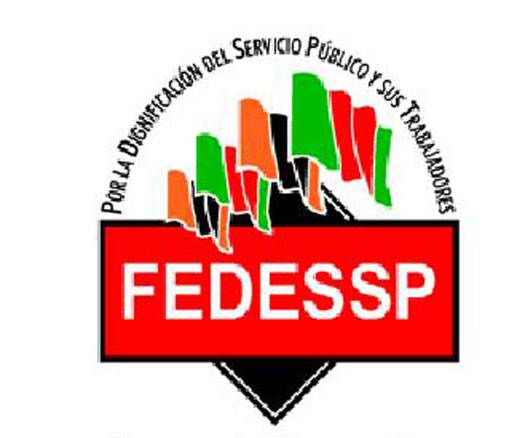 POR LA DIGNIFICACIÓN DEL SERVICIO PÚBLICO Y SUS TRABAJADORES
FEDESSP